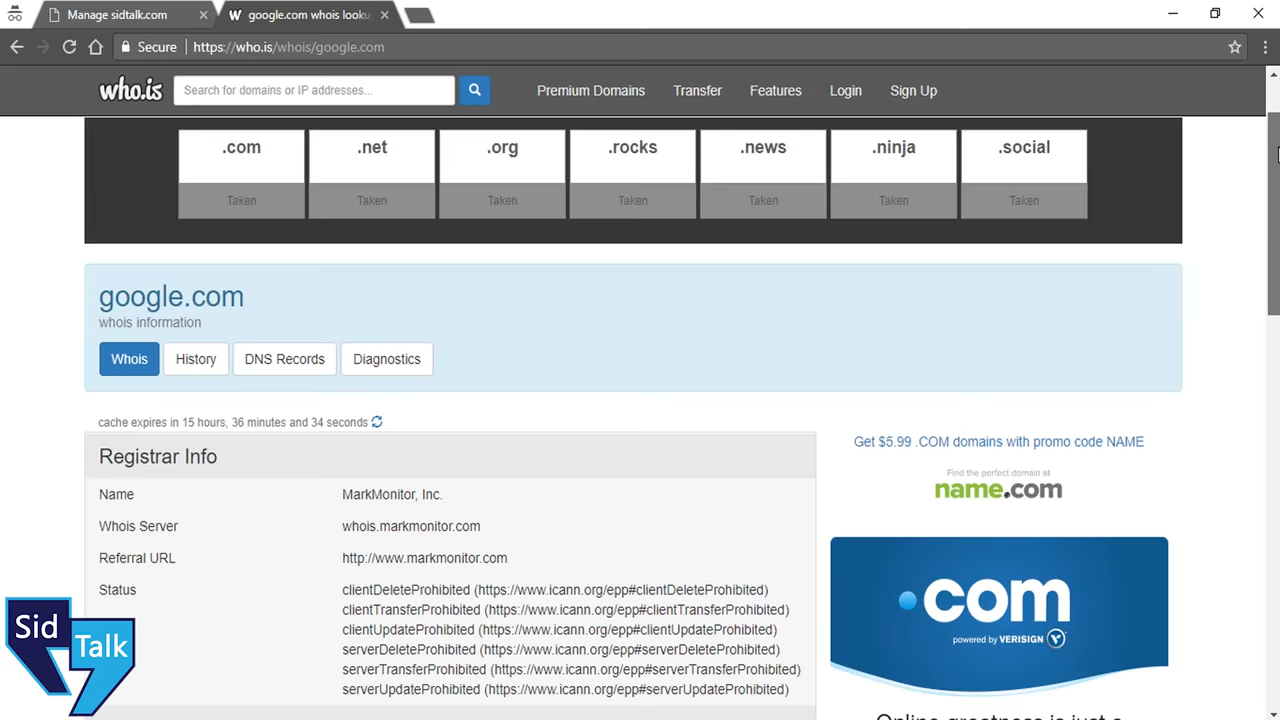 Manage sidtalk.com
google.com whois looku
Secure
https://who.is/whois/google.com
who.is
Search for domains or IP addresses...
Premium Domains
Transfer
Features
Login
Sign Up
.com
.net
.org
.rocks
.news
.ninja
.social
Taken
Taken
Taken
Taken
Taken
Taken
Taken
google.com
whois information
Whois
History
DNS Records
Diagnostics
cache expires in 15 hours, 36 minutes and 34 seconds
Registrar Info
Name
MarkMonitor, Inc.
Whois Server
whois.markmonitor.com
Referral URL
http://www.markmonitor.com
Status
clientDeleteProhibited (https://www.icann.org/epp#clientDeleteProhibited)
clientTransferProhibited (https://www.icann.org/epp#clientTransferProhibited)
clientUpdateProhibited (https://www.icann.org/epp#clientUpdateProhibited)
serverDeleteProhibited (https://www.icann.org/epp#serverDeleteProhibited)
serverTransferProhibited (https://www.icann.org/epp#serverTransferProhibited)
serverUpdateProhibited (https://www.icann.org/epp#serverUpdateProhibited)
Get $5.99 .COM domains with promo code NAME
Find the perfect domain at
name.com
.com
powered by VERISIGN
Online greatness is just a
Sid
Talk